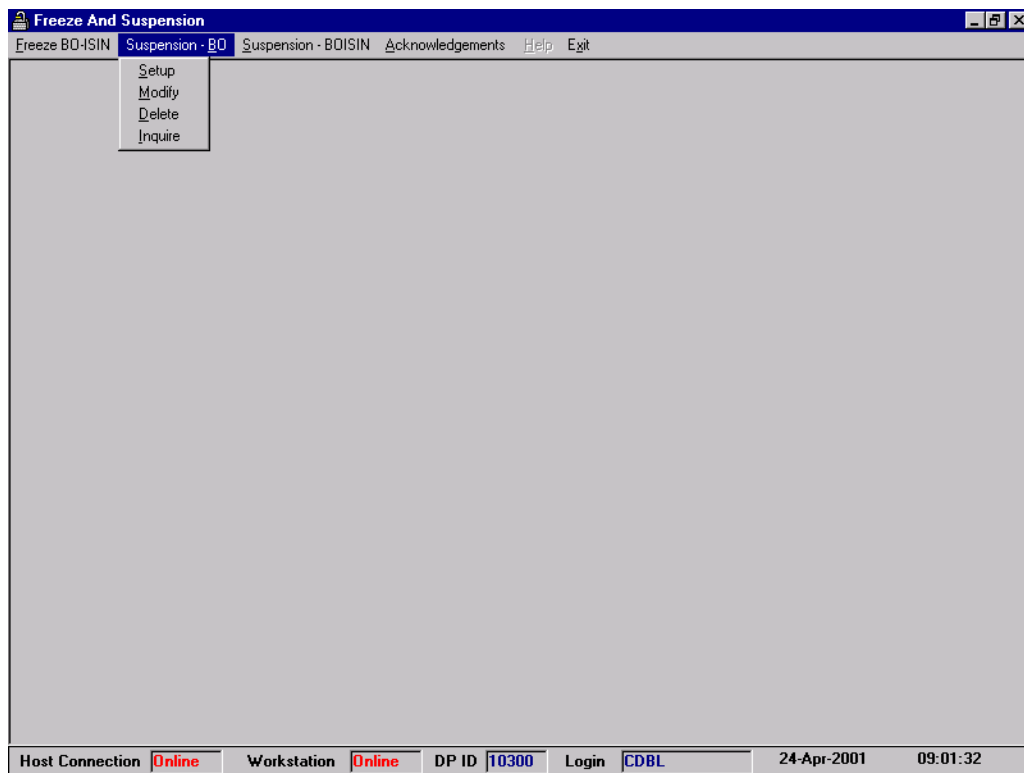 Freeze And Suspension
Freeze BO-ISIN Suspension - BO Suspension - BOISIN Acknowledgements Help Exit
Setup
Modify
Delete
Inquire
Host Connection Online Workstation Online DP ID 10300 Login CDBL 24-Apr-2001 09:01:32